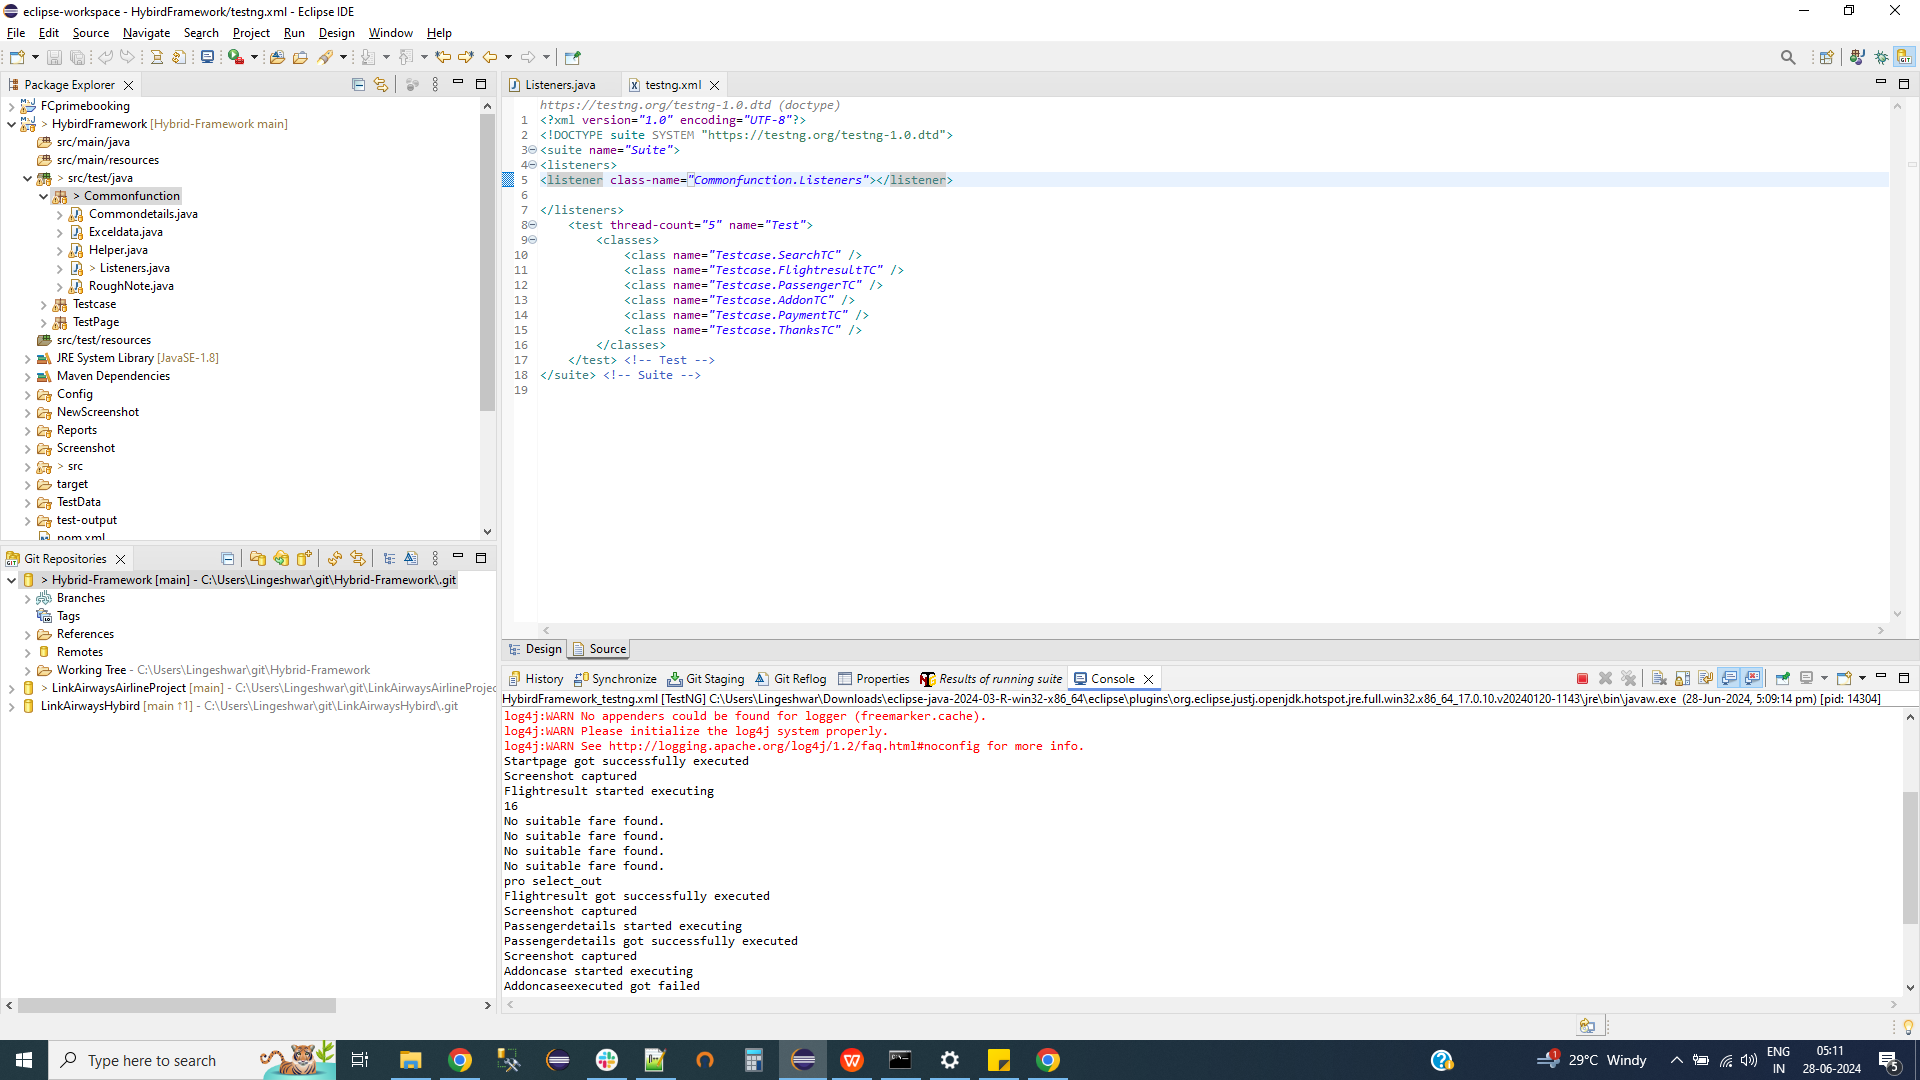 eclipse-workspace - HybirdFramework/testng.xml - Eclipse IDE
File Edit Source Navigate Search Project Run Design Window Help
Package Explorer
FCprimebooking
> HybirdFramework [Hybrid-Framework main]
src/main/java
src/main/resources
> src/test/java
> Commonfunction
Commondetails.java
Exceldata.java
Helper.java
> Listeners.java
RoughNote.java
Testcase
TestPage
src/test/resources
JRE System Library [JavaSE-1.8]
Maven Dependencies
Config
NewScreenshot
Reports
Screenshot
> src
target
TestData
test-output
pom.xml
Git Repositories
> Hybrid-Framework [main] - C:\Users\Lingeshwar\git\Hybrid-Framework\.git
Branches
Tags
References
Remotes
Working Tree - C:\Users\Lingeshwar\git\Hybrid-Framework
> LinkAirwaysAirlineProject [main] - C:\Users\Lingeshwar\git\LinkAirwaysAirlineProjec
LinkAirwaysHybrid [main ↑1] - C:\Users\Lingeshwar\git\LinkAirwaysHybrid\.git
Listeners.java testng.xml
https://testng.org/testng-1.0.dtd (doctype)
1 <?xml version="1.0" encoding="UTF-8"?>
2 <!DOCTYPE suite SYSTEM "https://testng.org/testng-1.0.dtd">
3 <suite name="Suite">
4 <listeners>
5 <listener class-name="Commonfunction.Listeners"></listener>
6
7 </listeners>
8 <test thread-count="5" name="Test">
9 <classes>
10 <class name="Testcase.SearchTC" />
11 <class name="Testcase.FlightresultTC" />
12 <class name="Testcase.PassengerTC" />
13 <class name="Testcase.AddonTC" />
14 <class name="Testcase.PaymentTC" />
15 <class name="Testcase.ThanksTC" />
16 </classes>
17 </test> <!-- Test -->
18 </suite> <!-- Suite -->
19
Design Source
History Synchronize Git Staging Git Reflog Properties Results of running suite Console
HybirdFramework_testng.xml [TestNG] C:\Users\Lingeshwar\Downloads\eclipse-java-2024-03-R-win32-x86_64\eclipse\plugins\org.eclipse.justj.openjdk.hotspot.jre.full.win32.x86_64_17.0.10.v20240120-1143\jre\bin\javaw.exe (28-Jun-2024, 5:09:14 pm) [pid: 14304]
log4j:WARN No appenders could be found for logger (freemarker.cache).
log4j:WARN Please initialize the log4j system properly.
log4j:WARN See http://logging.apache.org/log4j/1.2/faq.html#noconfig for more info.
Startpage got successfully executed
Screenshot captured
Flightresult started executing
16
No suitable fare found.
No suitable fare found.
No suitable fare found.
No suitable fare found.
pro select_out
Flightresult got successfully executed
Screenshot captured
Passengerdetails started executing
Passengerdetails got successfully executed
Screenshot captured
Addoncase started executing
Addoncaseexecuted got failed
Type here to search
1
29°C Windy
ENG
IN
05:11
28-06-2024
5